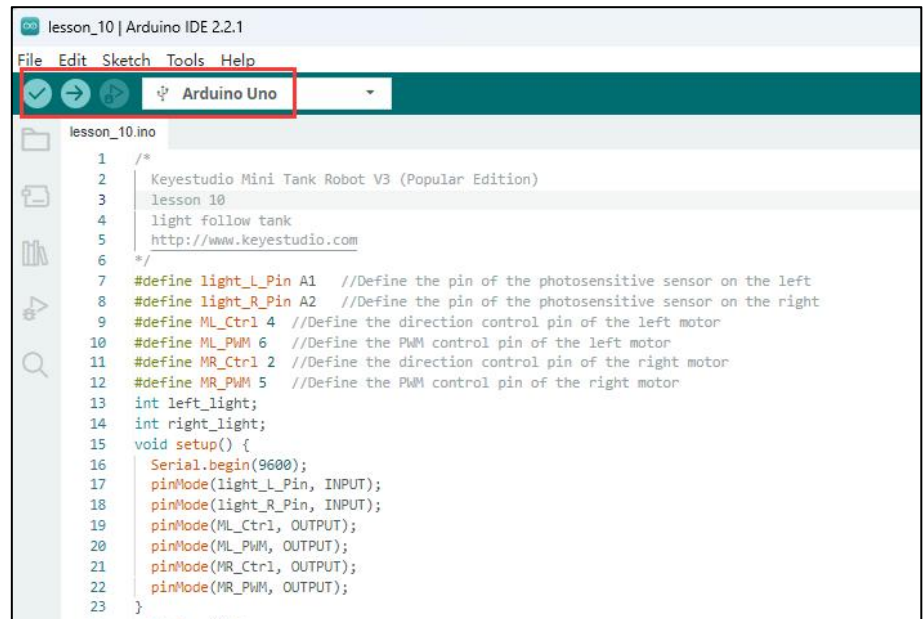 lesson_10 | Arduino IDE 2.2.1
File Edit Sketch Tools Help
Arduino Uno
lesson_10.ino
1 /*
2 Keyestudio Mini Tank Robot V3 (Popular Edition)
3 lesson 10
4 light follow tank
5 http://www.keyestudio.com
6 */
7 #define light_L_Pin A1 //Define the pin of the photosensitive sensor on the left
8 #define light_R_Pin A2 //Define the pin of the photosensitive sensor on the right
9 #define ML_Ctrl 4 //Define the direction control pin of the left motor
10 #define ML_PWM 6 //Define the PWM control pin of the left motor
11 #define MR_Ctrl 2 //Define the direction control pin of the right motor
12 #define MR_PWM 5 //Define the PWM control pin of the right motor
13 int left_light;
14 int right_light;
15 void setup() {
16 Serial.begin(9600);
17 pinMode(light_L_Pin, INPUT);
18 pinMode(light_R_Pin, INPUT);
19 pinMode(ML_Ctrl, OUTPUT);
20 pinMode(ML_PWM, OUTPUT);
21 pinMode(MR_Ctrl, OUTPUT);
22 pinMode(MR_PWM, OUTPUT);
23 }